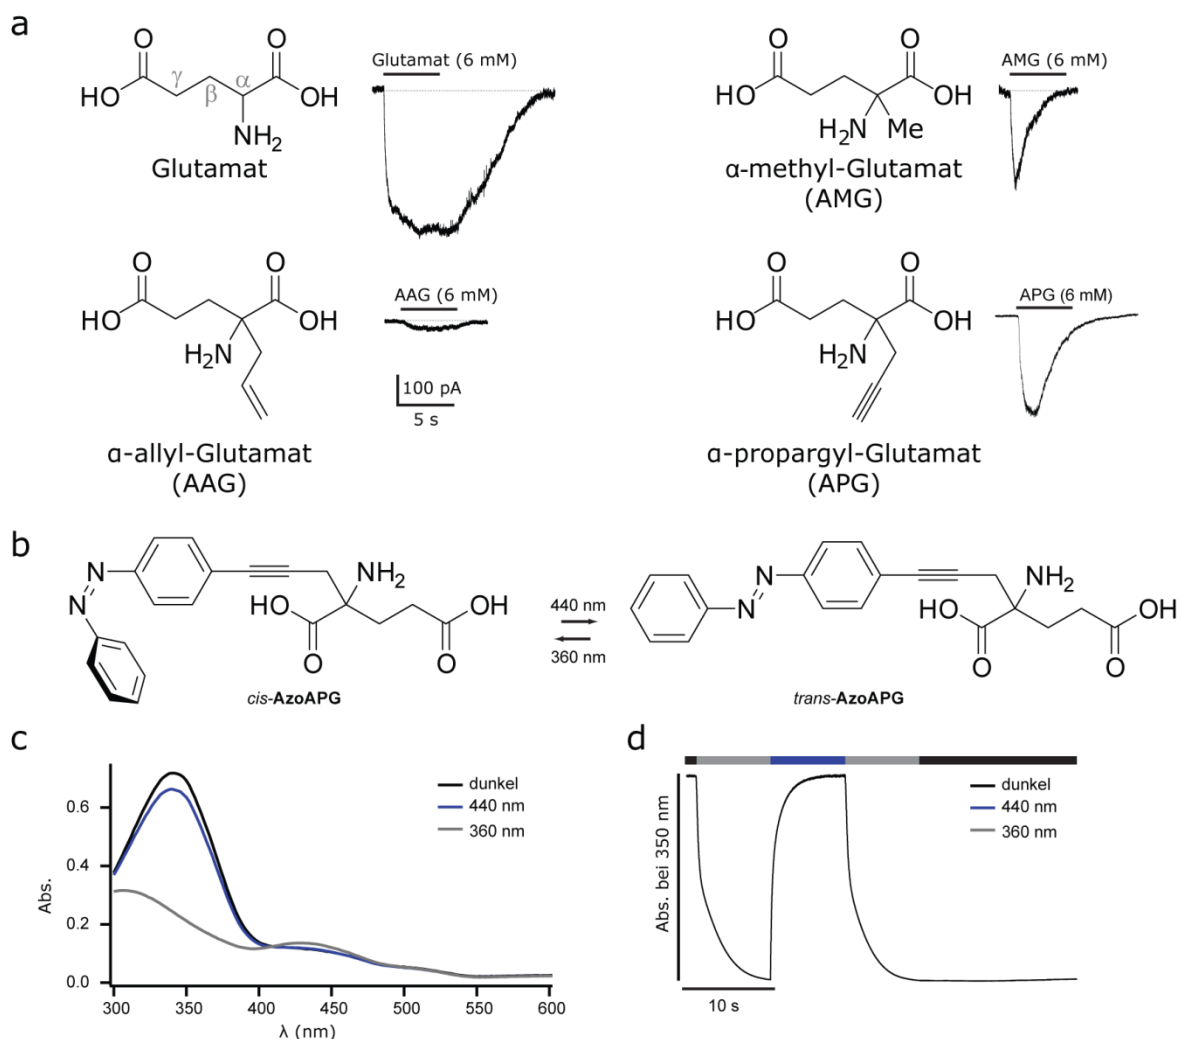 a
Glutamat (6 mM)
O
O
HO
γ
β
α
OH
NH2
Glutamat
AMG (6 mM)
O
O
HO
OH
H2N
Me
α-methyl-Glutamat
(AMG)
AAG (6 mM)
O
O
HO
OH
H2N
100 pA
5 s
α-allyl-Glutamat
(AAG)
APG (6 mM)
O
O
HO
OH
H2N
α-propargyl-Glutamat
(APG)
b
N
N
NH2
HO
OH
O
O
cis-AzoAPG
440 nm
360 nm
N
N
NH2
HO
OH
O
O
trans-AzoAPG
c
dunkel
440 nm
360 nm
Abs.
0.6
0.4
0.2
0.0
300 350 400 450 500 550 600
λ (nm)
d
dunkel
440 nm
360 nm
Abs. bei 350 nm
10 s